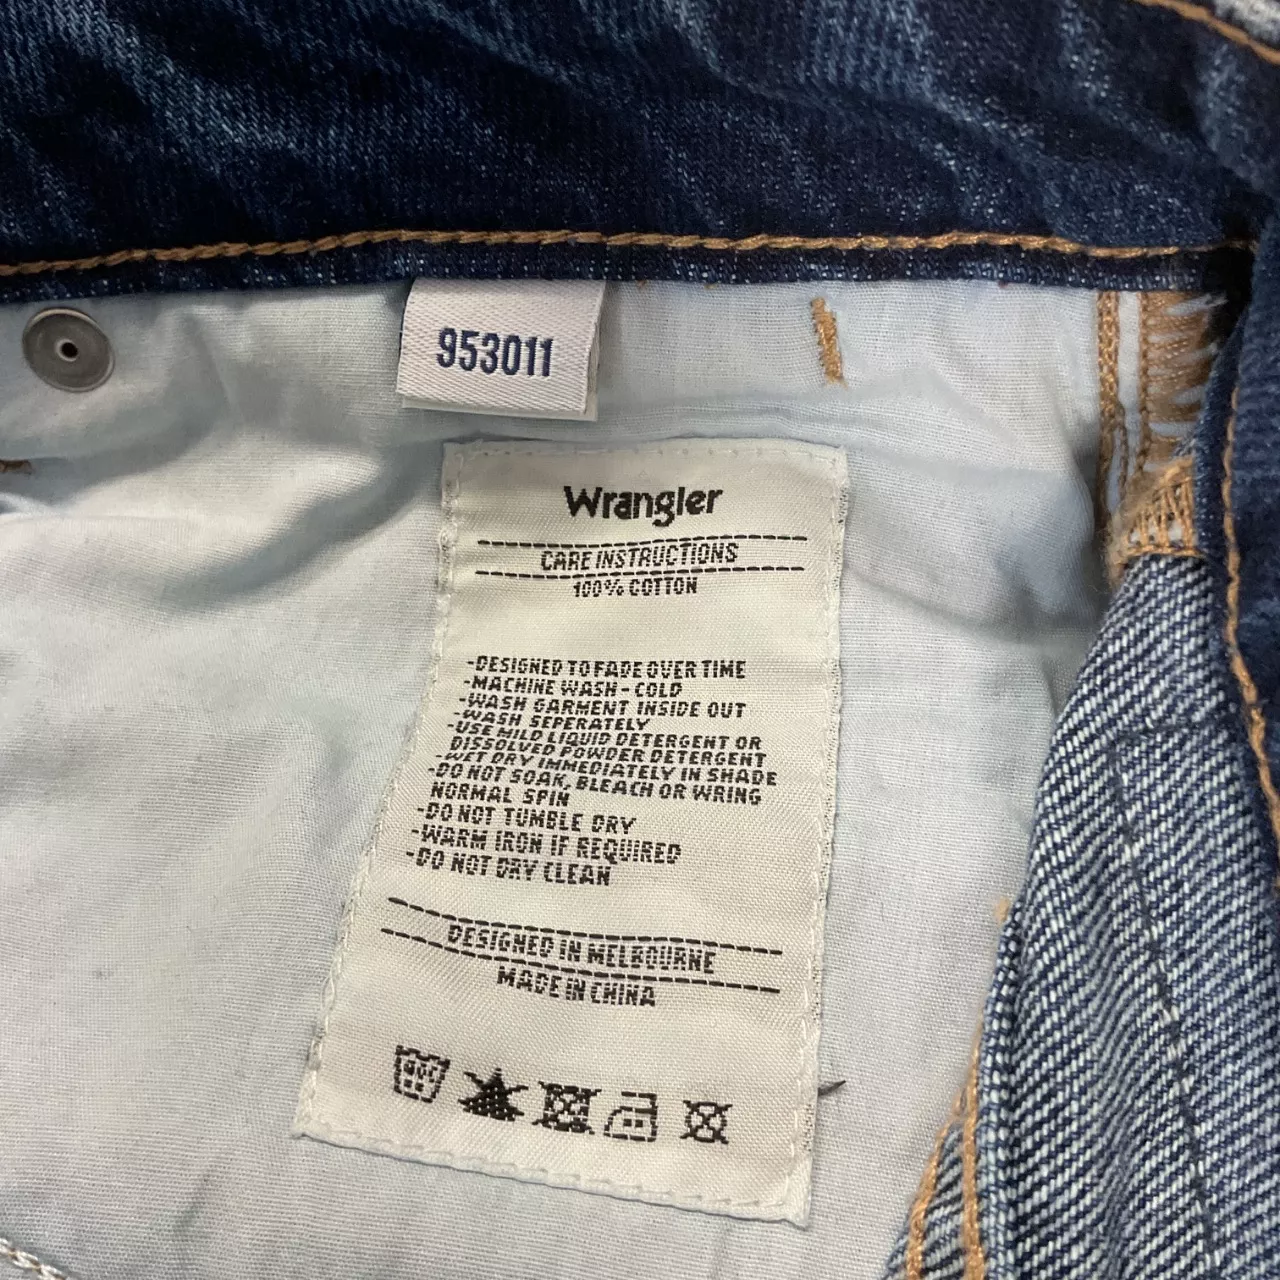 953011
Wrangler
CARE INSTRUCTIONS
100% COTTON
-DESIGNED TO FADE OVER TIME
-MACHINE WASH - COLD
-WASH GARMENT INSIDE OUT
-WASH SEPERATELY
-USE MILD LIQUID DETERGENT OR
DISSOLVED POWDER DETERGENT
-WET DRY IMMEDIATELY IN SHADE
-DO NOT SOAK, BLEACH OR WRING
NORMAL SPIN
-DO NOT TUMBLE DRY
-WARM IRON IF REQUIRED
-DO NOT DRY CLEAN
DESIGNED IN MELBOURNE
MADE IN CHINA